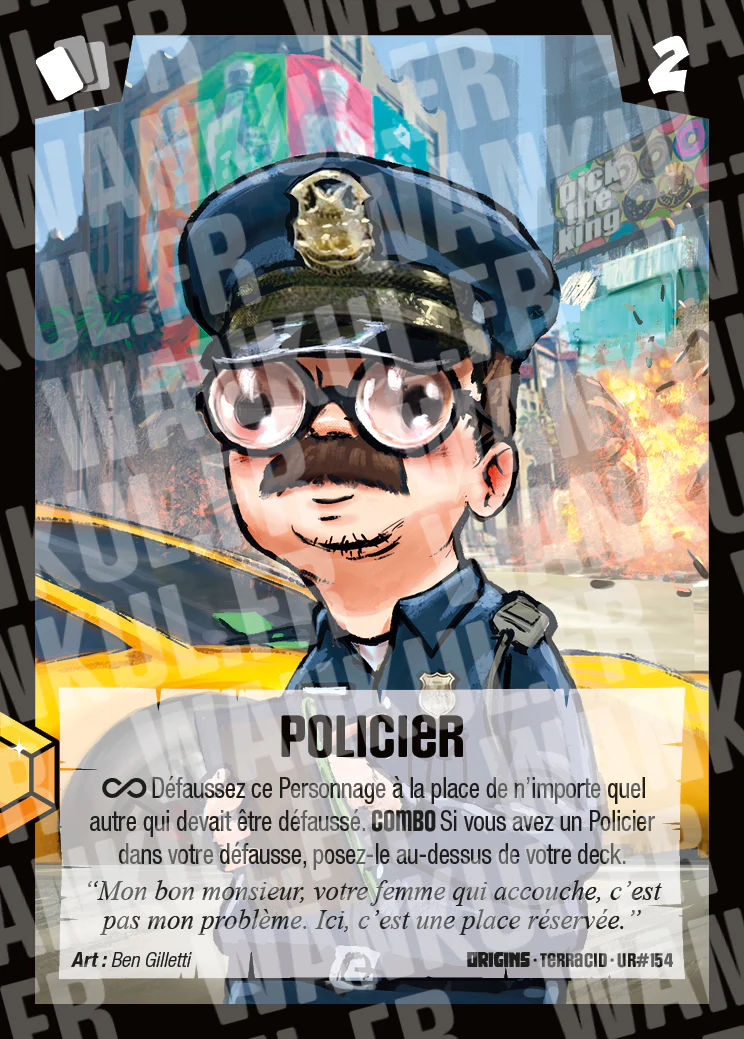 2
pick
the
king
POLICIER
∞ Défaussez ce Personnage à la place de n'importe quel
autre qui devait être défaussé. COMBO Si vous avez un Policier
dans votre défausse, posez-le au-dessus de votre deck.
“Mon bon monsieur, votre femme qui accouche, c'est
pas mon problème. Ici, c'est une place réservée.”
Art : Ben Gilletti
ORIGINS · TERRACID · UR#154
WANKUL.FR